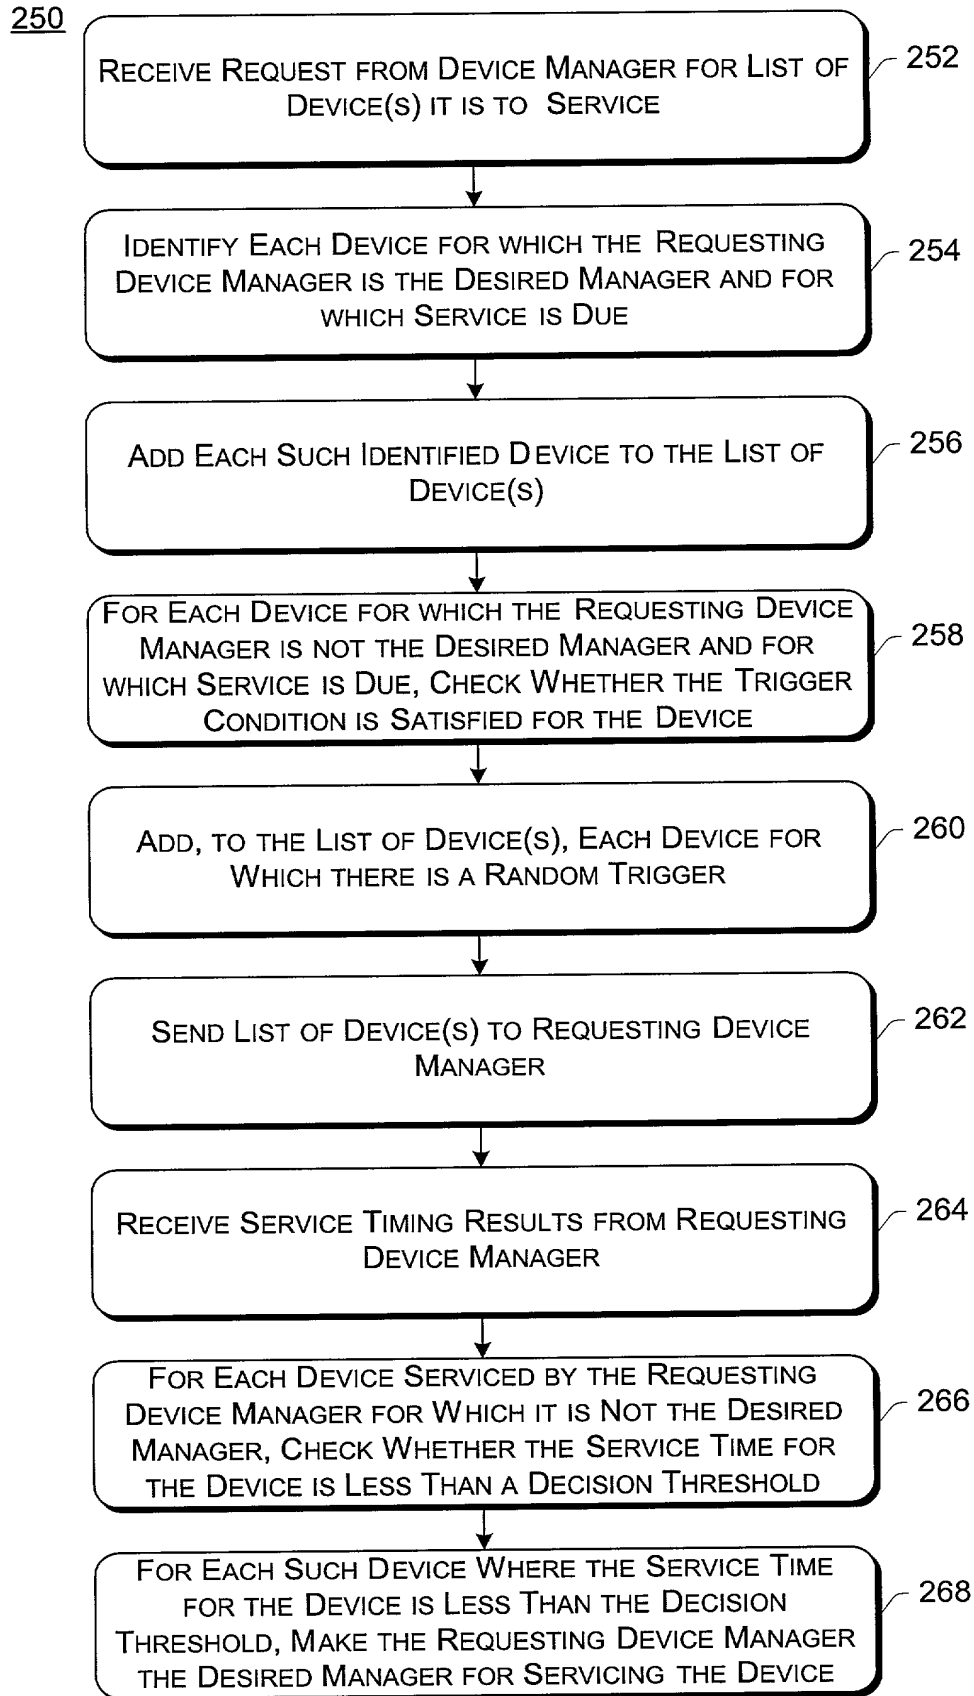 250
RECEIVE REQUEST FROM DEVICE MANAGER FOR LIST OF
DEVICE(S) IT IS TO SERVICE
252
IDENTIFY EACH DEVICE FOR WHICH THE REQUESTING
DEVICE MANAGER IS THE DESIRED MANAGER AND FOR
WHICH SERVICE IS DUE
254
ADD EACH SUCH IDENTIFIED DEVICE TO THE LIST OF
DEVICE(S)
256
FOR EACH DEVICE FOR WHICH THE REQUESTING DEVICE
MANAGER IS NOT THE DESIRED MANAGER AND FOR
WHICH SERVICE IS DUE, CHECK WHETHER THE TRIGGER
CONDITION IS SATISFIED FOR THE DEVICE
258
ADD, TO THE LIST OF DEVICE(S), EACH DEVICE FOR
WHICH THERE IS A RANDOM TRIGGER
260
SEND LIST OF DEVICE(S) TO REQUESTING DEVICE
MANAGER
262
RECEIVE SERVICE TIMING RESULTS FROM REQUESTING
DEVICE MANAGER
264
FOR EACH DEVICE SERVICED BY THE REQUESTING
DEVICE MANAGER FOR WHICH IT IS NOT THE DESIRED
MANAGER, CHECK WHETHER THE SERVICE TIME FOR
THE DEVICE IS LESS THAN A DECISION THRESHOLD
266
FOR EACH SUCH DEVICE WHERE THE SERVICE TIME
FOR THE DEVICE IS LESS THAN THE DECISION
THRESHOLD, MAKE THE REQUESTING DEVICE MANAGER
THE DESIRED MANAGER FOR SERVICING THE DEVICE
268